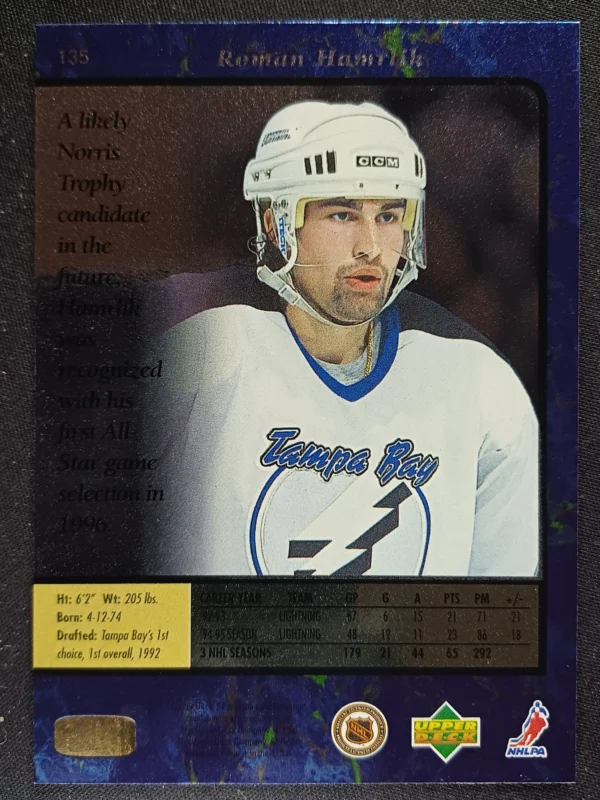 135
Roman Hamrlik
A likely
Norris
Trophy
candidate
in the
future,
Hamrlik
was
recognized
with his
first All-
Star game
selection in
1996.
CCM
Tampa Bay
Ht: 6'2" Wt: 205 lbs.
Born: 4-12-74
Drafted: Tampa Bay's 1st
choice, 1st overall, 1992
CAREER YEAR TEAM GP G A PTS PM +/-
92-93 LIGHTNING 67 6 15 21 71 -21
94-95 SEASON LIGHTNING 48 12 11 23 86 -18
3 NHL SEASONS 179 21 44 65 292
NHL
UPPER
DECK
NHLPA